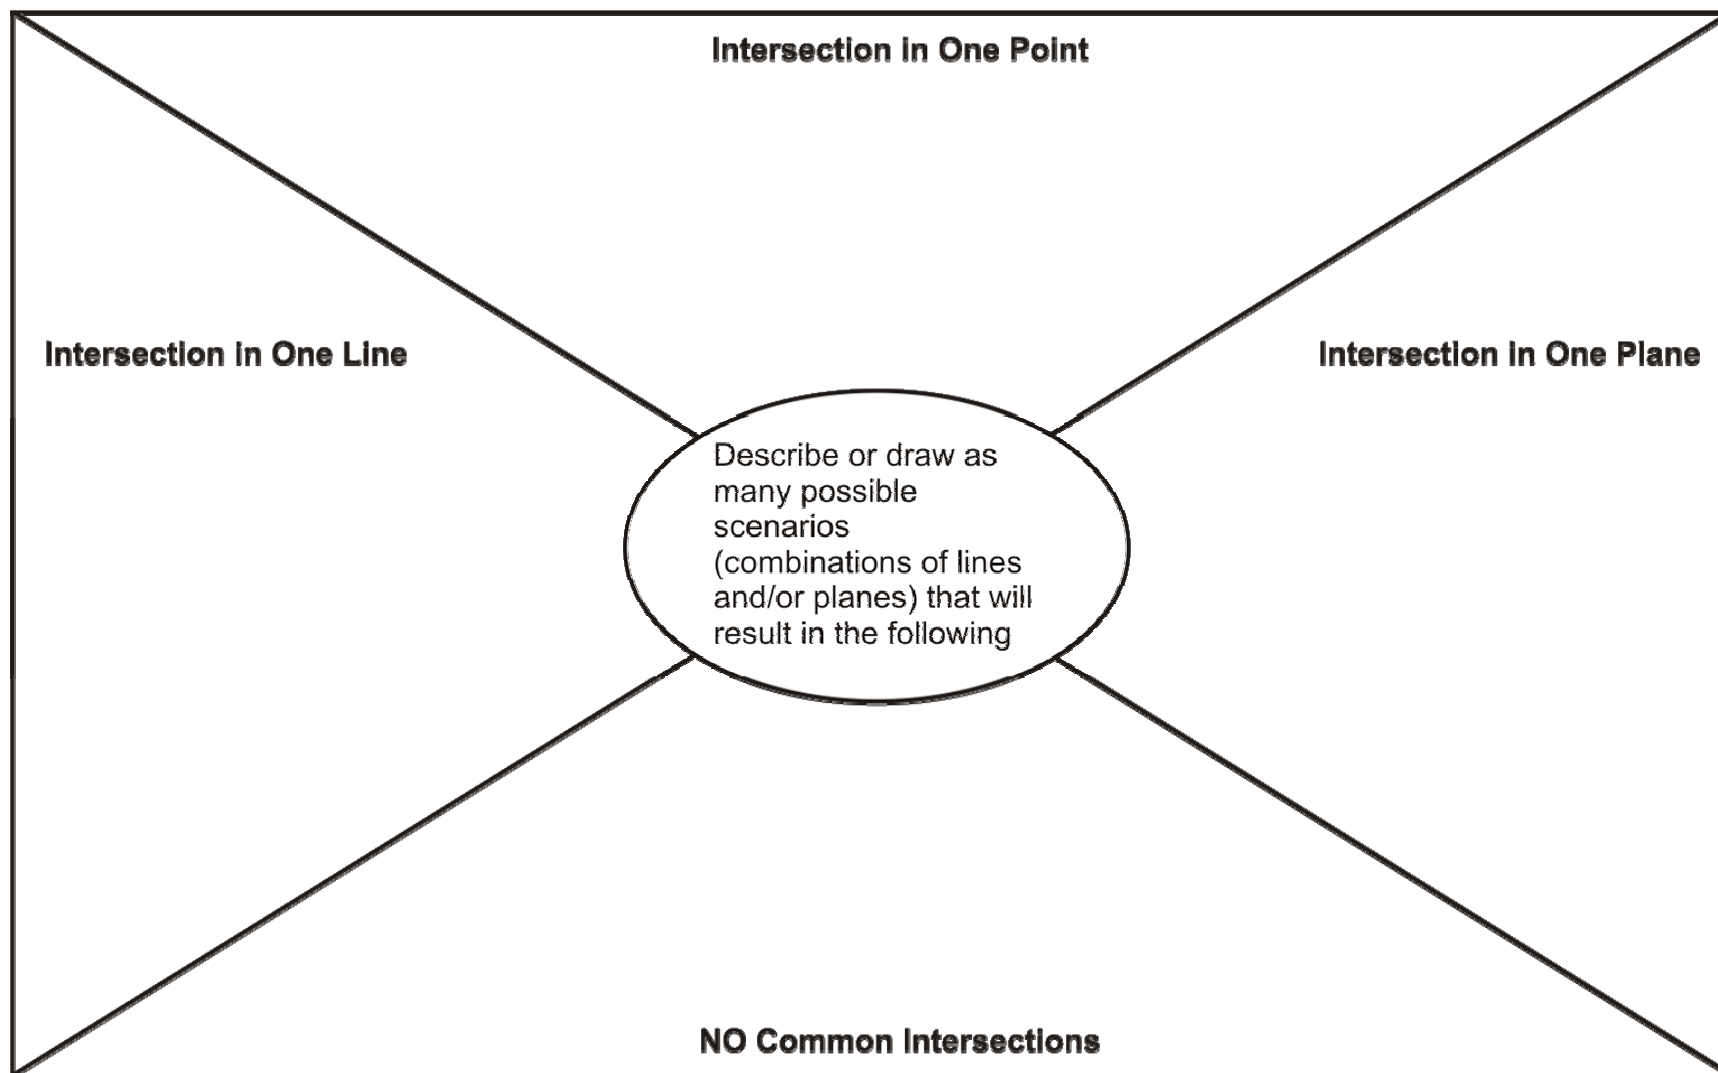 Intersection in One Point
Intersection in One Line
Intersection in One Plane
Describe or draw as
many possible
scenarios
(combinations of lines
and/or planes) that will
result in the following
NO Common Intersections